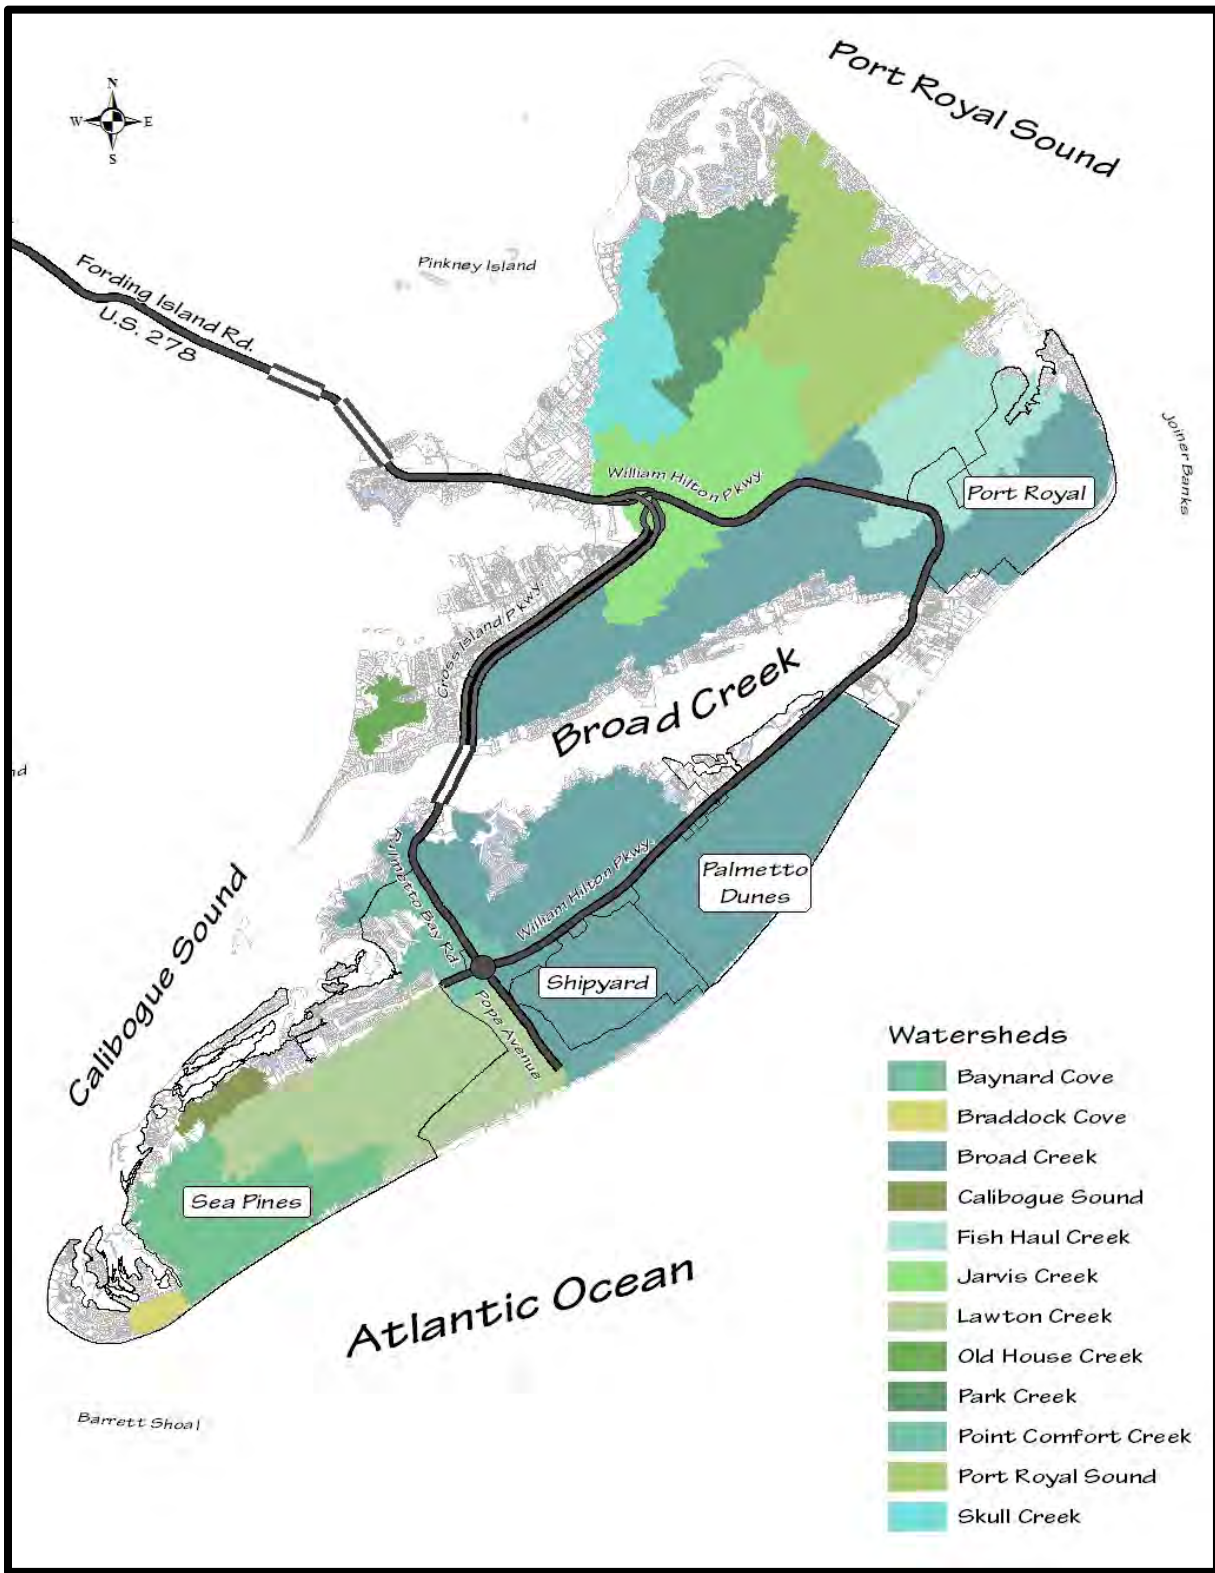 Port Royal Sound
N
W E
S
Pinkney Island
Fording Island Rd.
U.S. 278
Joiner Banks
William Hilton Pkwy.
Port Royal
Cross Island Pkwy.
Broad Creek
nd
Palmetto Bay Rd.
William Hilton Pkwy.
Palmetto
Dunes
Calibogue Sound
Shipyard
Pope Avenue
Sea Pines
Atlantic Ocean
Barrett Shoal
Watersheds
Baynard Cove
Braddock Cove
Broad Creek
Calibogue Sound
Fish Haul Creek
Jarvis Creek
Lawton Creek
Old House Creek
Park Creek
Point Comfort Creek
Port Royal Sound
Skull Creek